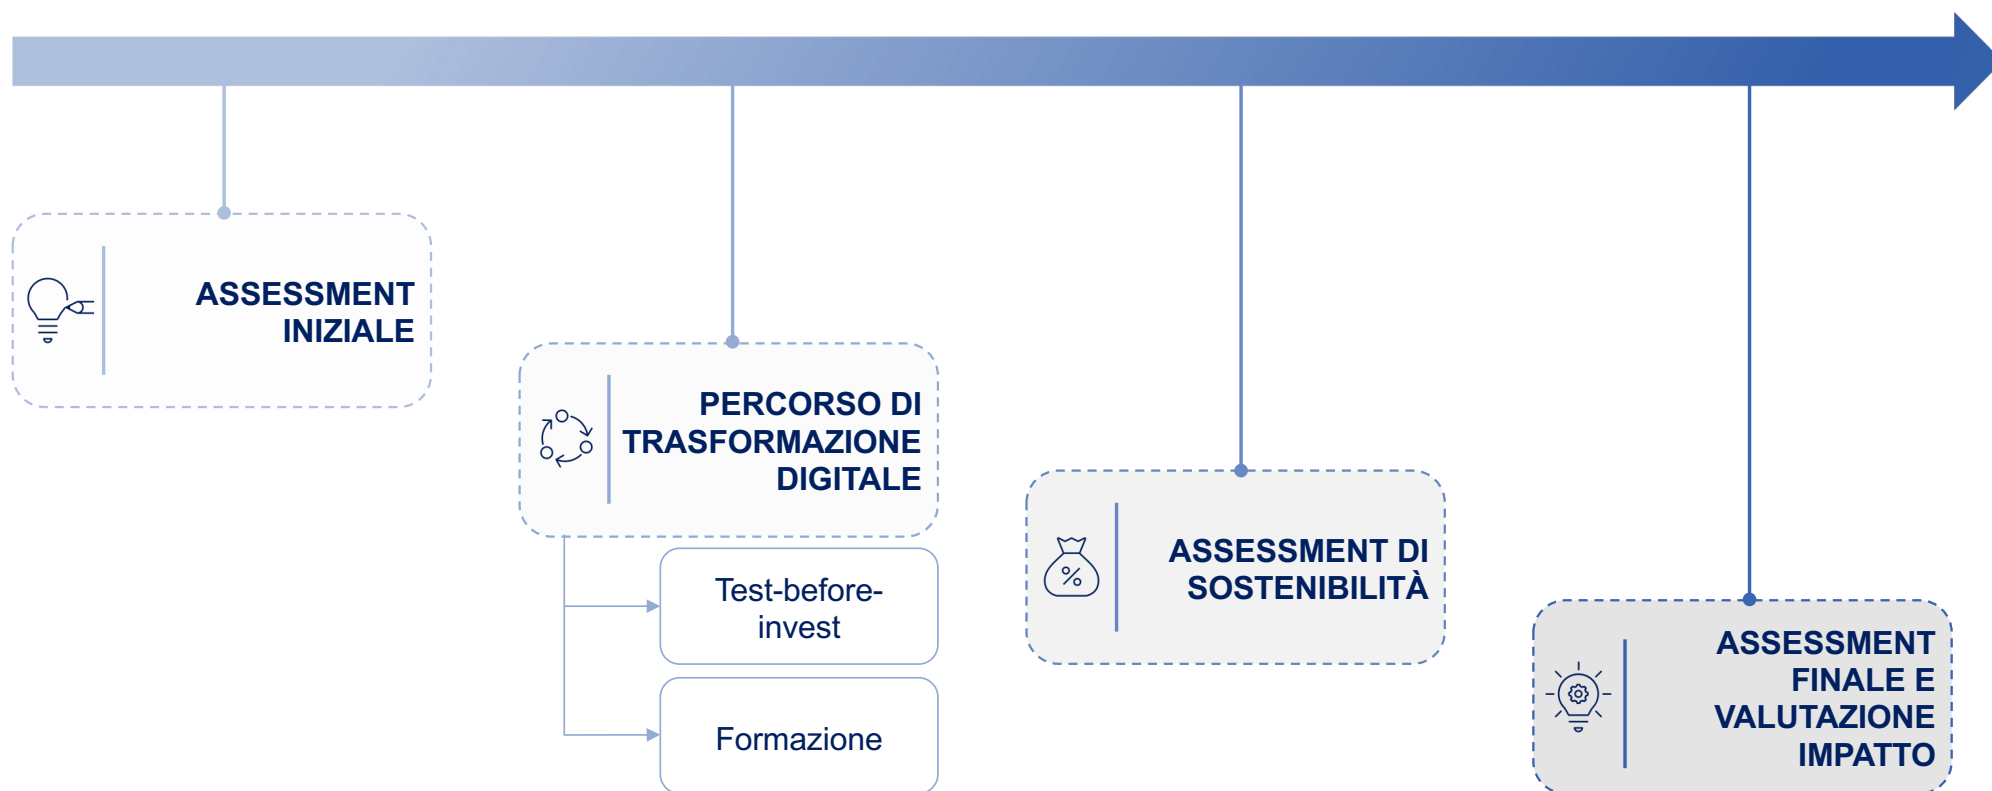 ASSESSMENT
INIZIALE
PERCORSO DI
TRASFORMAZIONE
DIGITALE
Test-before-
invest
Formazione
ASSESSMENT DI
SOSTENIBILITÀ
%
ASSESSMENT
FINALE E
VALUTAZIONE
IMPATTO